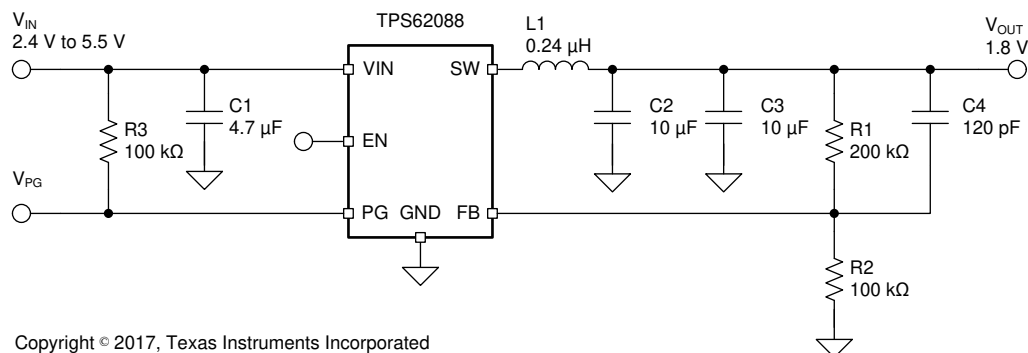 TPS62088
V_IN
2.4 V to 5.5 V
L1
0.24 µH
V_OUT
1.8 V
VIN
SW
C1
4.7 µF
R3
100 kΩ
EN
C2
10 µF
C3
10 µF
R1
200 kΩ
C4
120 pF
V_PG
PG
GND
FB
R2
100 kΩ
Copyright © 2017, Texas Instruments Incorporated